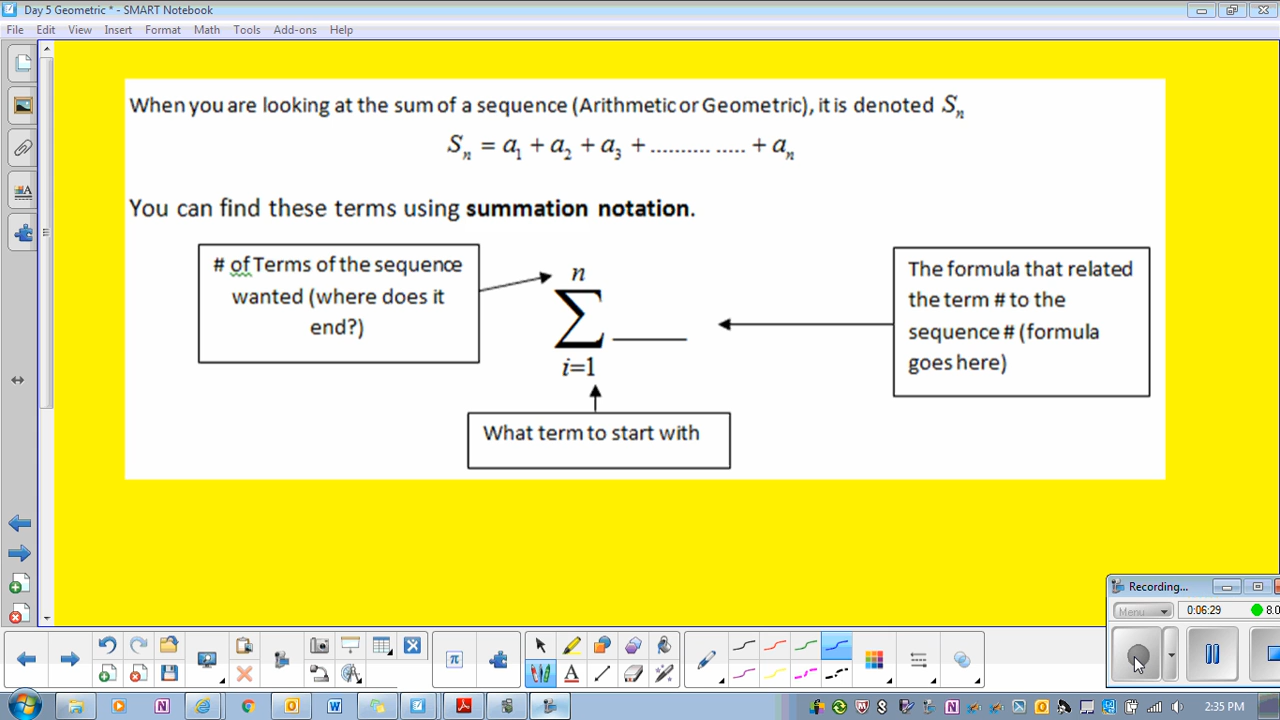 Day 5 Geometric * - SMART Notebook
File Edit View Insert Format Math Tools Add-ons Help
When you are looking at the sum of a sequence (Arithmetic or Geometric), it is denoted Sₙ
Sₙ = a₁ + a₂ + a₃ + .......... ..... + aₙ
You can find these terms using summation notation.
# of Terms of the sequence
wanted (where does it
end?)
n
∑ ______
i=1
The formula that related
the term # to the
sequence # (formula
goes here)
What term to start with
Recording...
Menu 0:06:29 8.0
2:35 PM